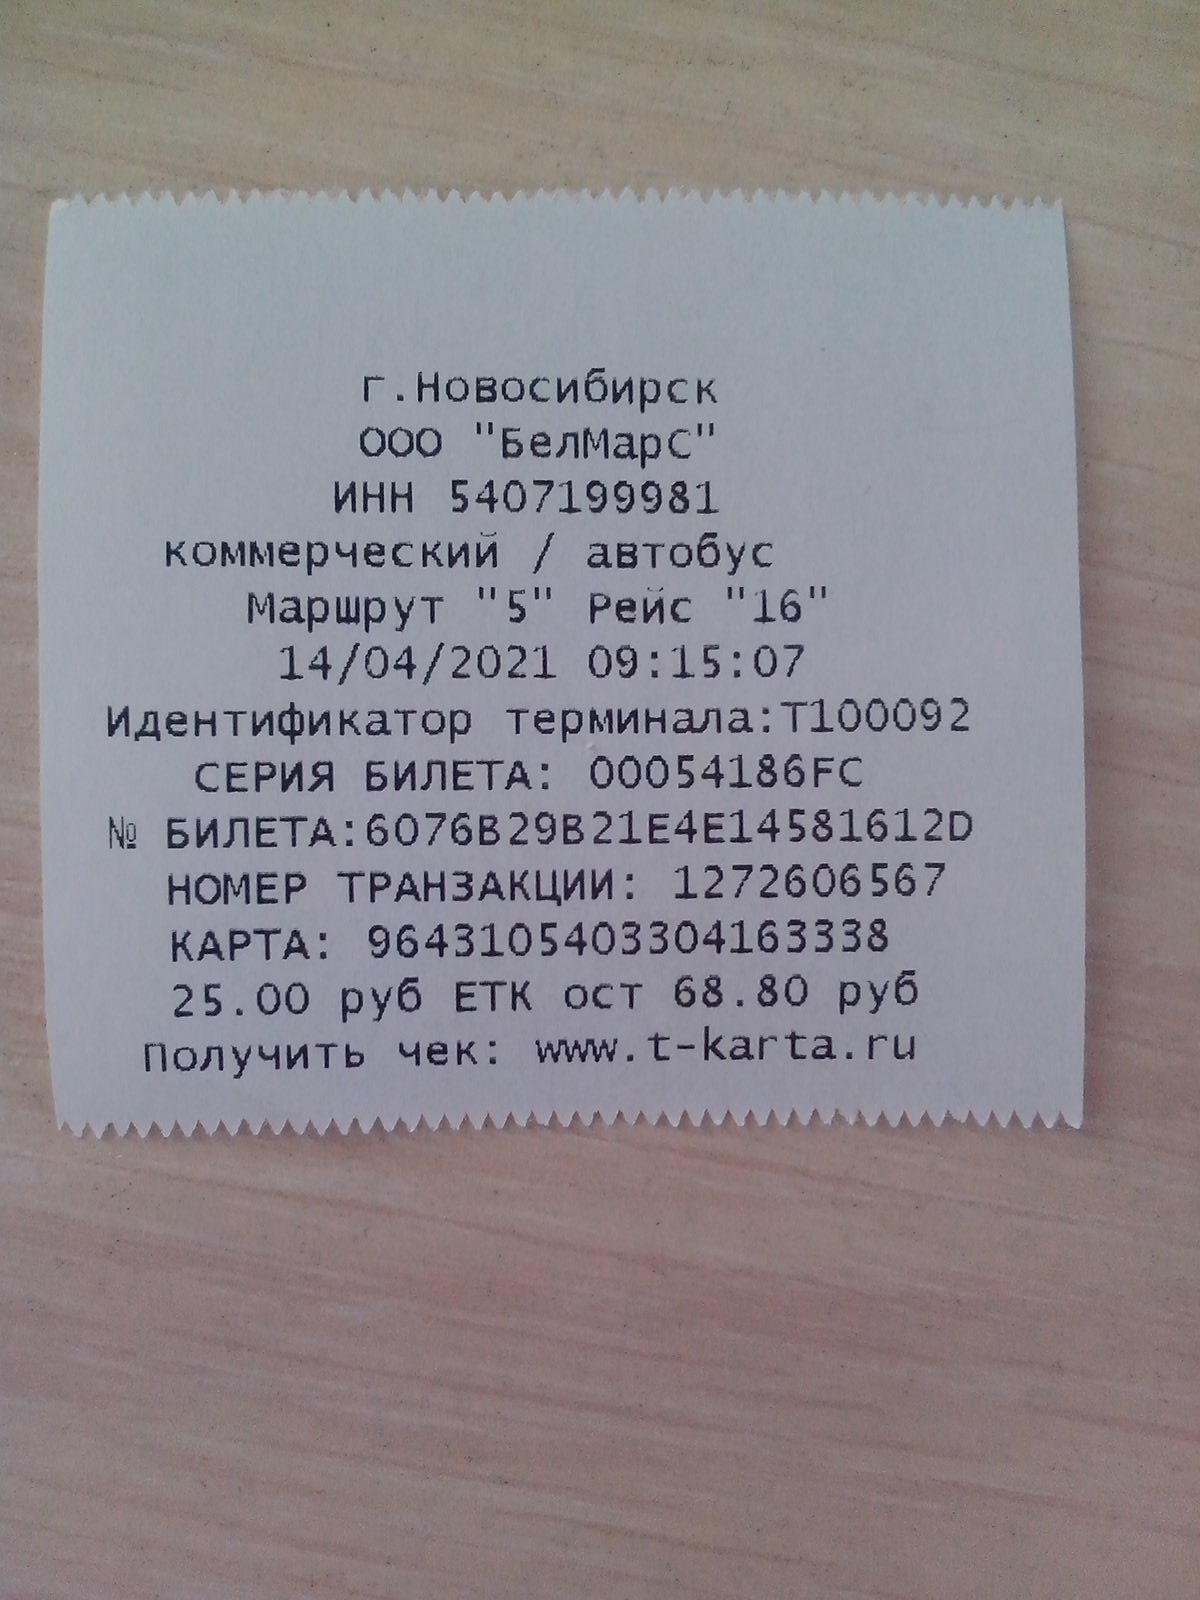 г.Новосибирск
ООО "БелМарС"
ИНН 5407199981
коммерческий / автобус
Маршрут "5" Рейс "16"
14/04/2021 09:15:07
Идентификатор терминала:T100092
СЕРИЯ БИЛЕТА: 00054186FC
№ БИЛЕТА:6076B29B21E4E14581612D
НОМЕР ТРАНЗАКЦИИ: 1272606567
КАРТА: 9643105403304163338
25.00 руб ЕТК ост 68.80 руб
Получить чек: www.t-karta.ru